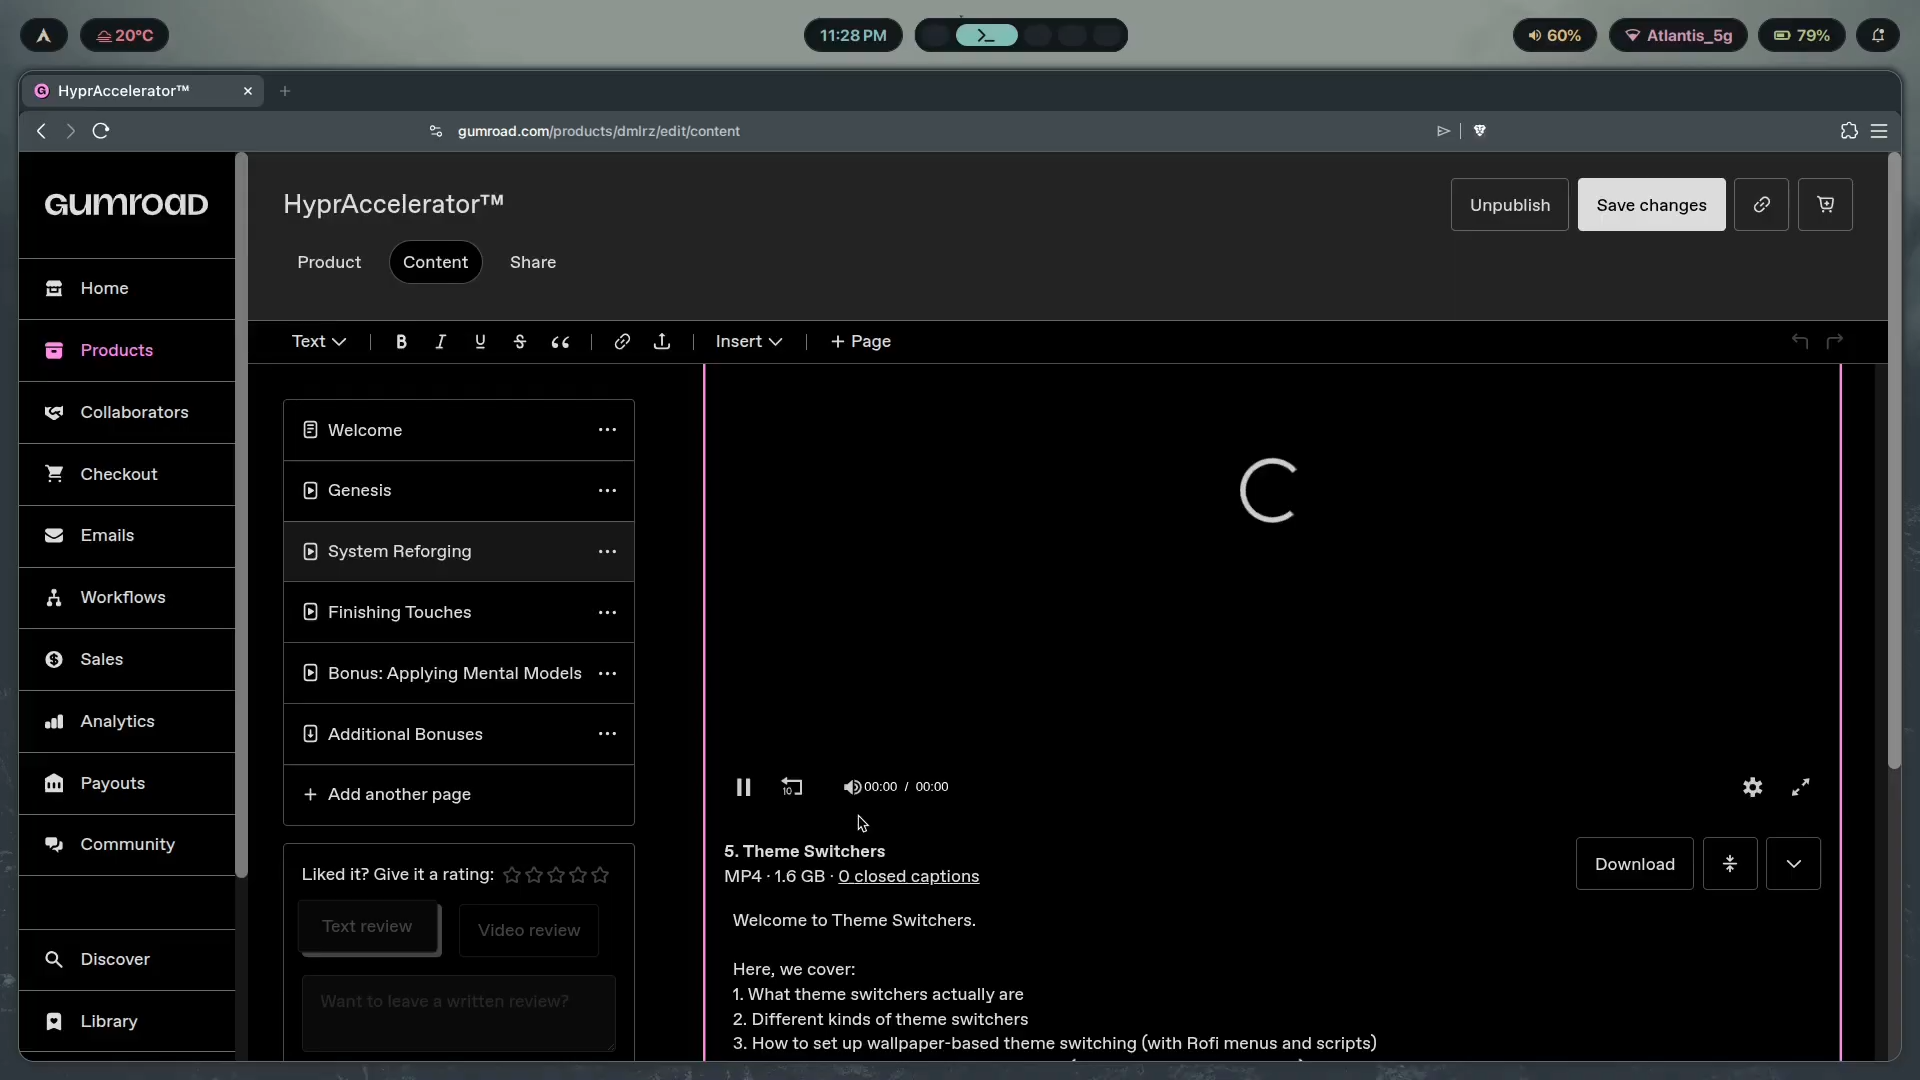 20°C
11:28 PM
60%
Atlantis_5g
79%
HyprAccelerator™
gumroad.com/products/dmlrz/edit/content
GUMROAD
HyprAccelerator™
Unpublish
Save changes
Product
Content
Share
Home
Products
Collaborators
Checkout
Emails
Workflows
Sales
Analytics
Payouts
Community
Discover
Library
Text
B
I
U
S
Insert
+ Page
Welcome
Genesis
System Reforging
Finishing Touches
Bonus: Applying Mental Models
Additional Bonuses
+ Add another page
Liked it? Give it a rating:
Text review
Video review
Want to leave a written review?
10
00:00 / 00:00
5. Theme Switchers
MP4 · 1.6 GB · 0 closed captions
Download
Welcome to Theme Switchers.
Here, we cover:
1. What theme switchers actually are
2. Different kinds of theme switchers
3. How to set up wallpaper-based theme switching (with Rofi menus and scripts)